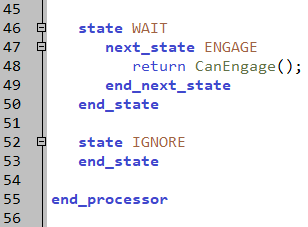 45
46 state WAIT
47 next_state ENGAGE
48 return CanEngage();
49 end_next_state
50 end_state
51
52 state IGNORE
53 end_state
54
55 end_processor
56